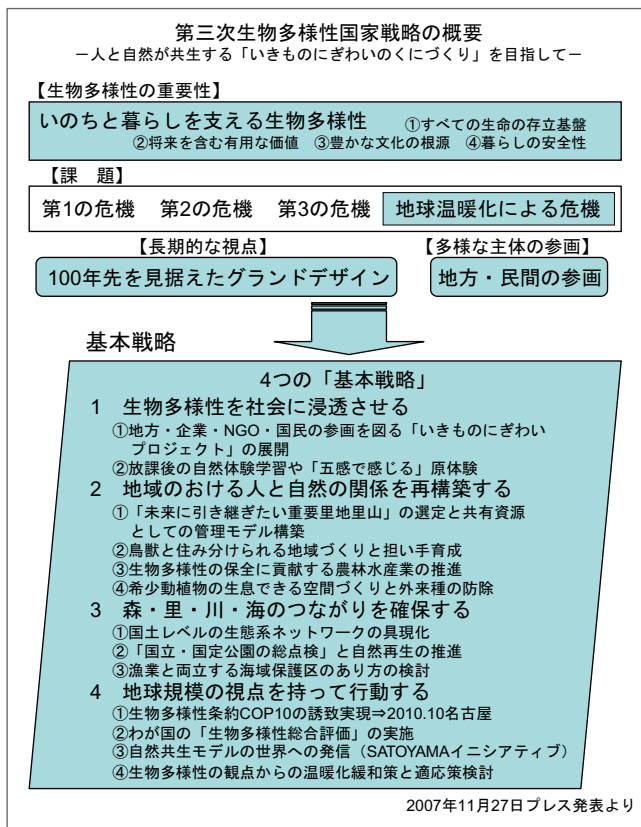 第三次生物多様性国家戦略の概要
－人と自然が共生する「いきものにぎわいのくにづくり」を目指して－
【生物多様性の重要性】
いのちと暮らしを支える生物多様性　①すべての生命の存立基盤
②将来を含む有用な価値　③豊かな文化の根源　④暮らしの安全性
【課　題】
第1の危機　第2の危機　第3の危機　地球温暖化による危機
【長期的な視点】　【多様な主体の参画】
100年先を見据えたグランドデザイン　地方・民間の参画
基本戦略
4つの「基本戦略」
1　生物多様性を社会に浸透させる
①地方・企業・NGO・国民の参画を図る「いきものにぎわい
プロジェクト」の展開
②放課後の自然体験学習や「五感で感じる」原体験
2　地域のおける人と自然の関係を再構築する
①「未来に引き継ぎたい重要里地里山」の選定と共有資源
としての管理モデル構築
②鳥獣と住み分けられる地域づくりと担い手育成
③生物多様性の保全に貢献する農林水産業の推進
④希少動植物の生息できる空間づくりと外来種の防除
3　森・里・川・海のつながりを確保する
①国土レベルの生態系ネットワークの具現化
②「国立・国定公園の総点検」と自然再生の推進
③漁業と両立する海域保護区のあり方の検討
4　地球規模の視点を持って行動する
①生物多様性条約COP10の誘致実現⇒2010.10名古屋
②わが国の「生物多様性総合評価」の実施
③自然共生モデルの世界への発信（SATOYAMAイニシアティブ）
④生物多様性の観点からの温暖化緩和策と適応策検討
2007年11月27日プレス発表より